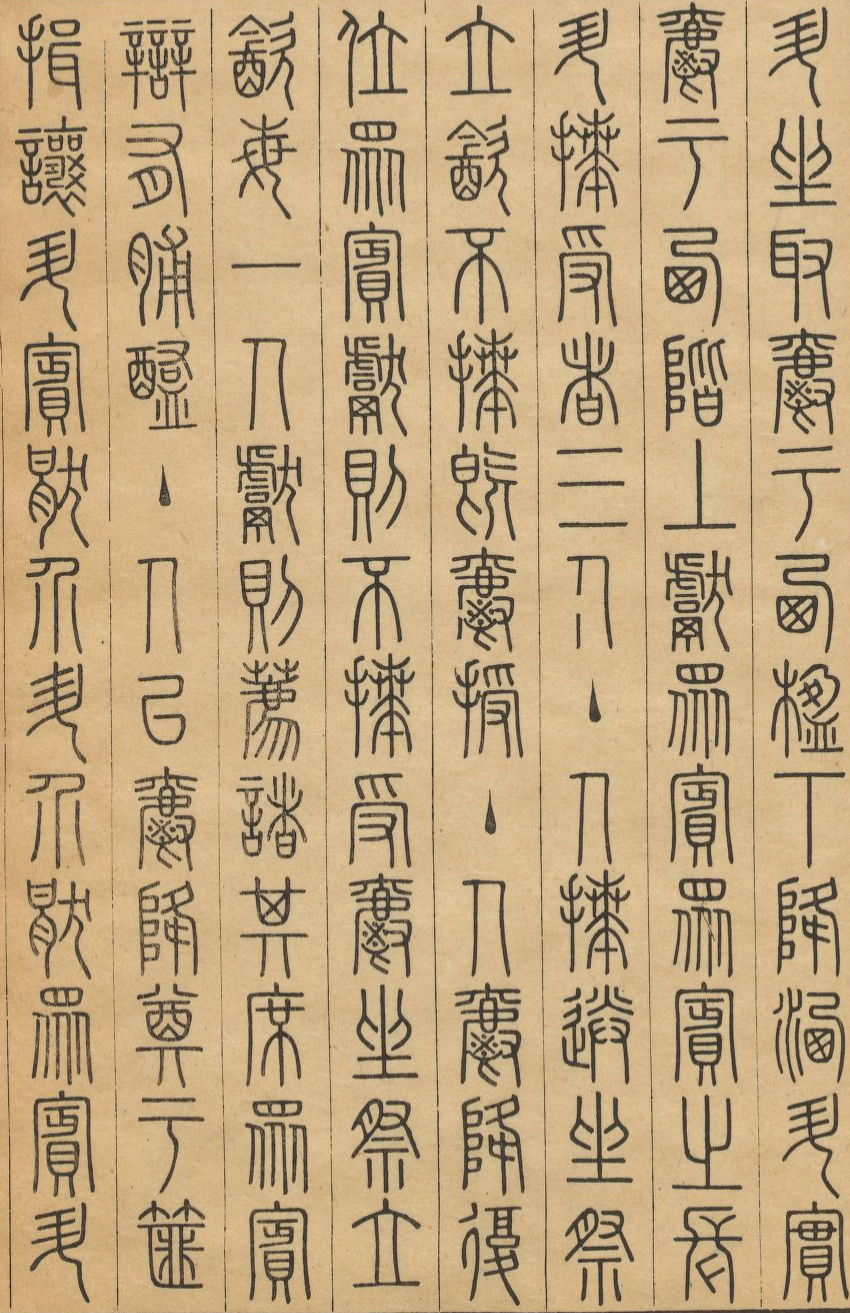 升坐取爵于西楹下降洗升實
爵于西階上獻眾賓眾賓之長
升拜受者三人主人拜送坐祭
立飲不拜既爵授主人爵降復
位眾賓獻則不拜受爵坐祭立
飲每一人獻則薦諸其席眾賓
辯有脯醢主人以爵降奠于篚
揖讓升賓厭介升介厭眾賓升